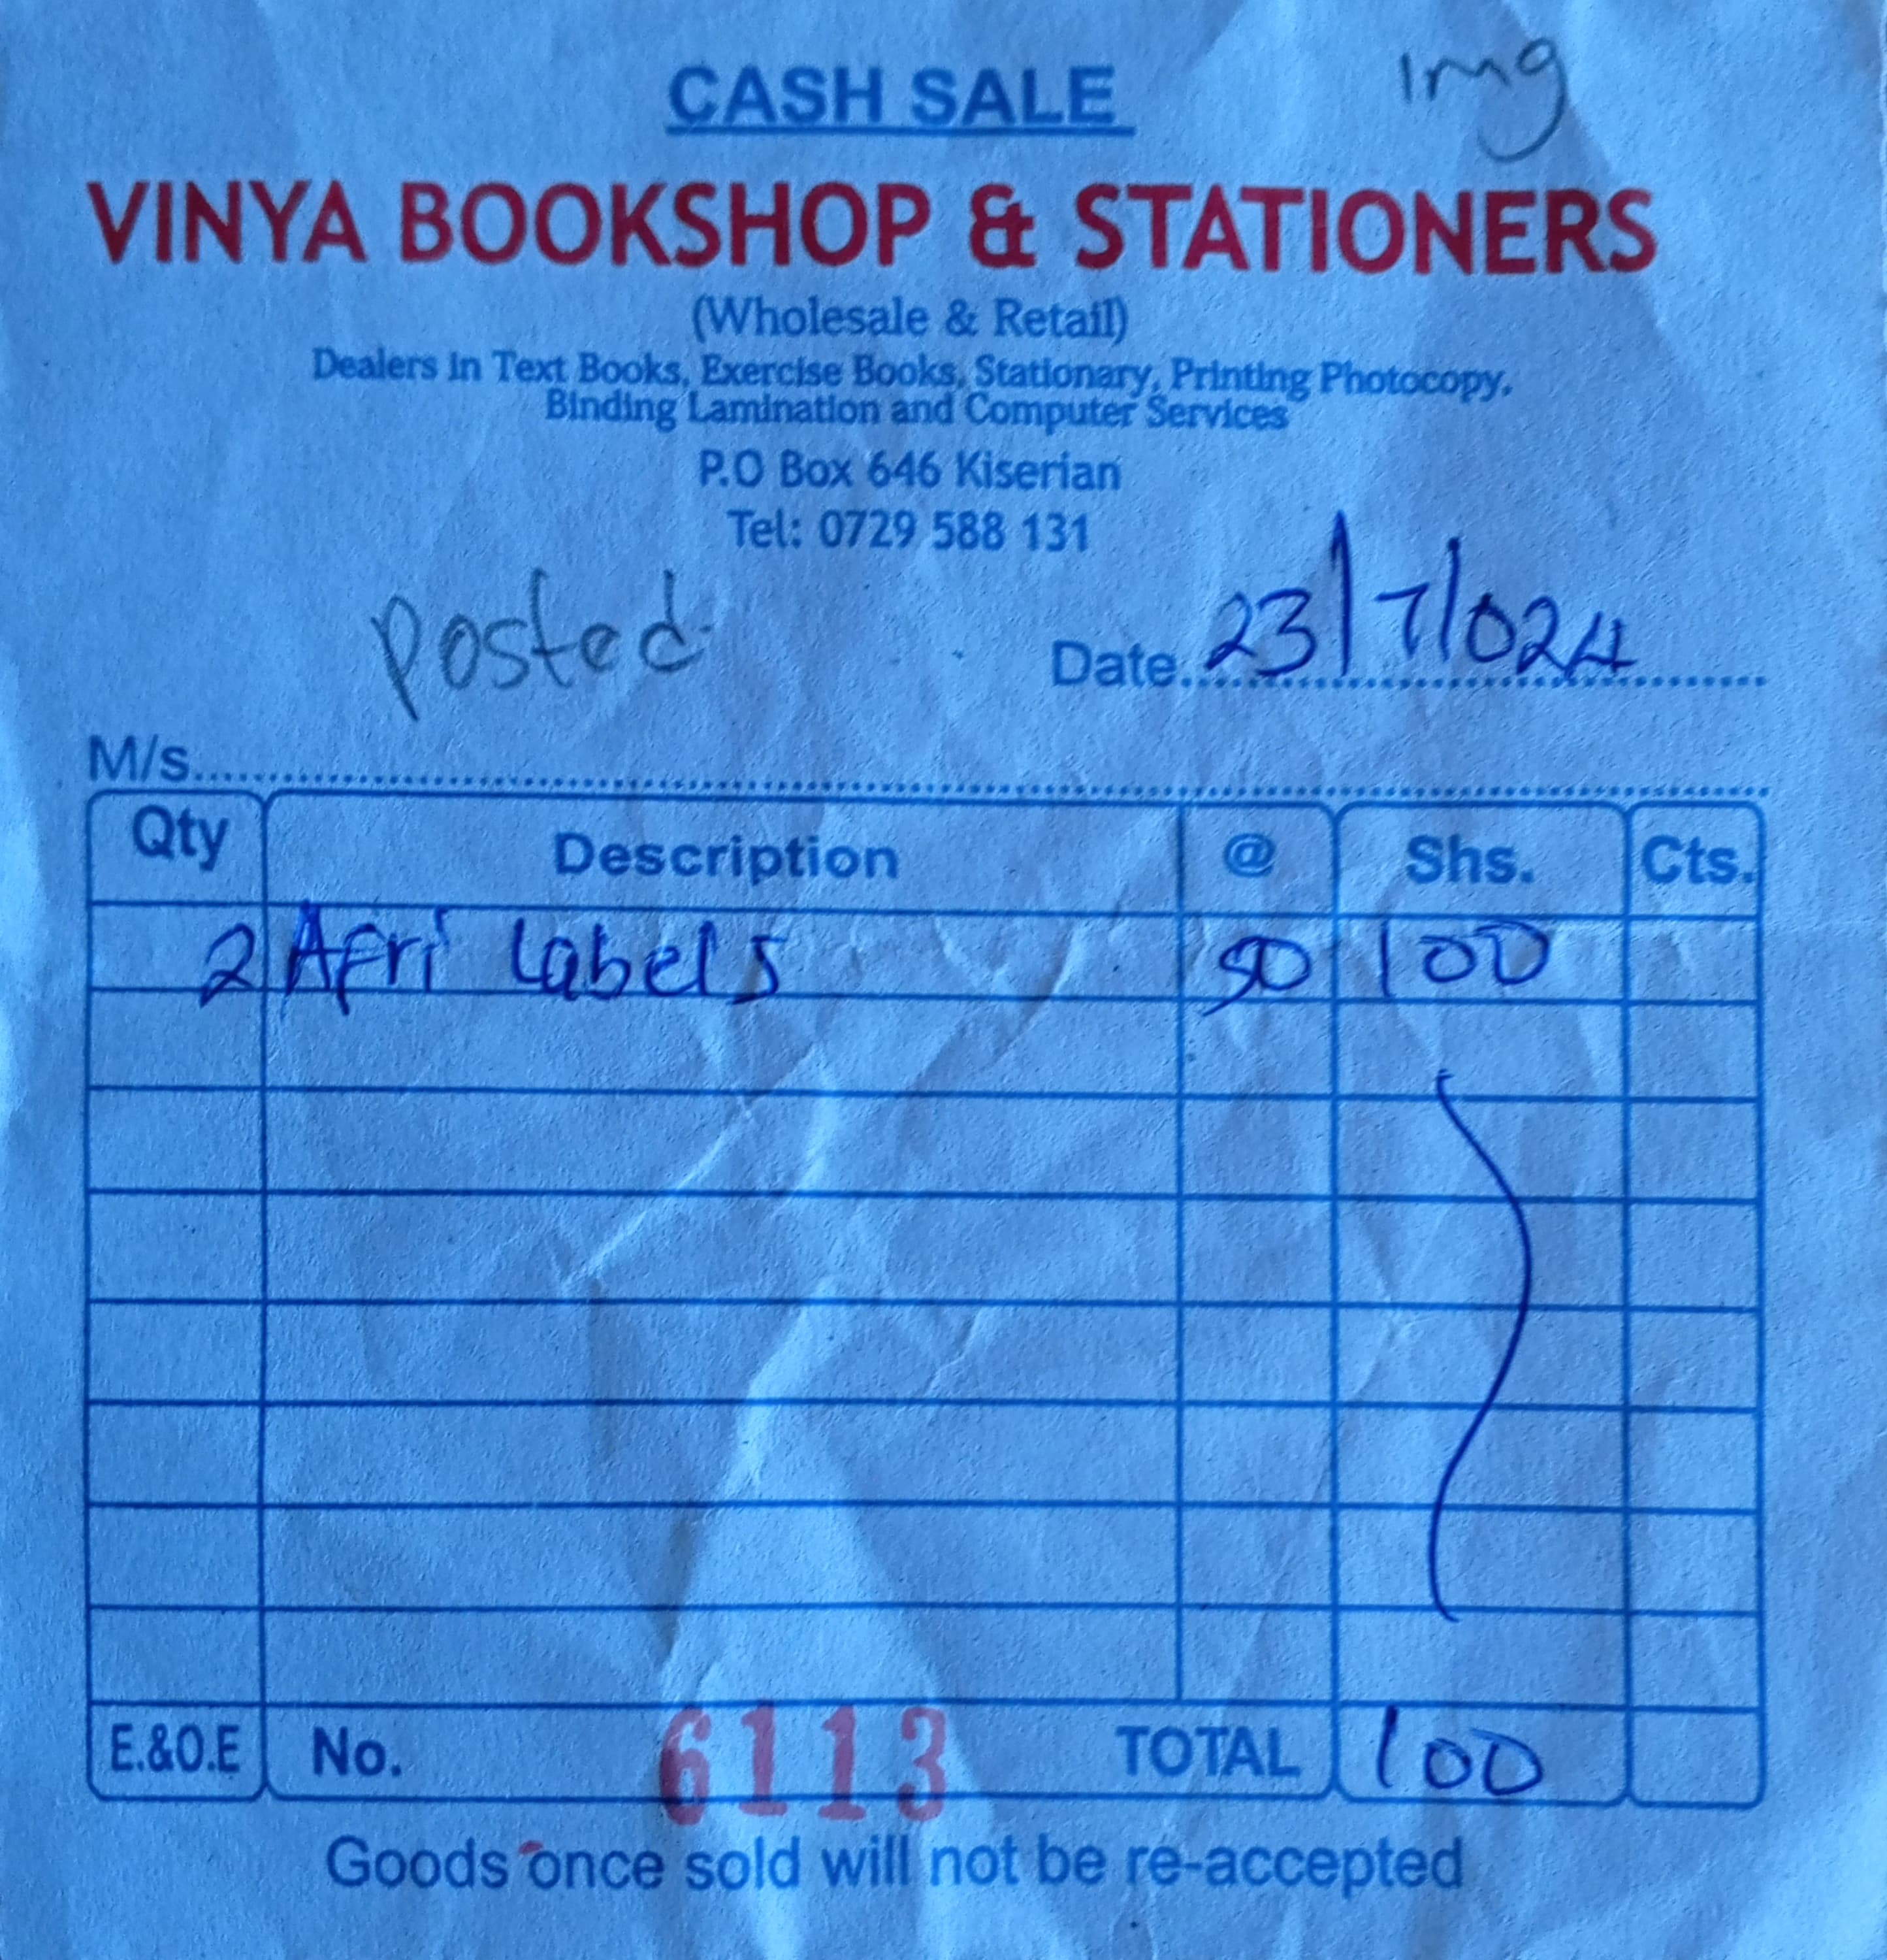 CASH SALE
Img
VINYA BOOKSHOP & STATIONERS
(Wholesale & Retail)
Dealers in Text Books, Exercise Books, Stationary, Printing Photocopy,
Binding Lamination and Computer Services
P.O Box 646 Kiserian
Tel: 0729 588 131
posted
Date 23/7/024
M/s
Qty Description @ Shs. Cts.
2 Afri Labels 50 100
E.&O.E No. 6113 TOTAL 100
Goods once sold will not be re-accepted